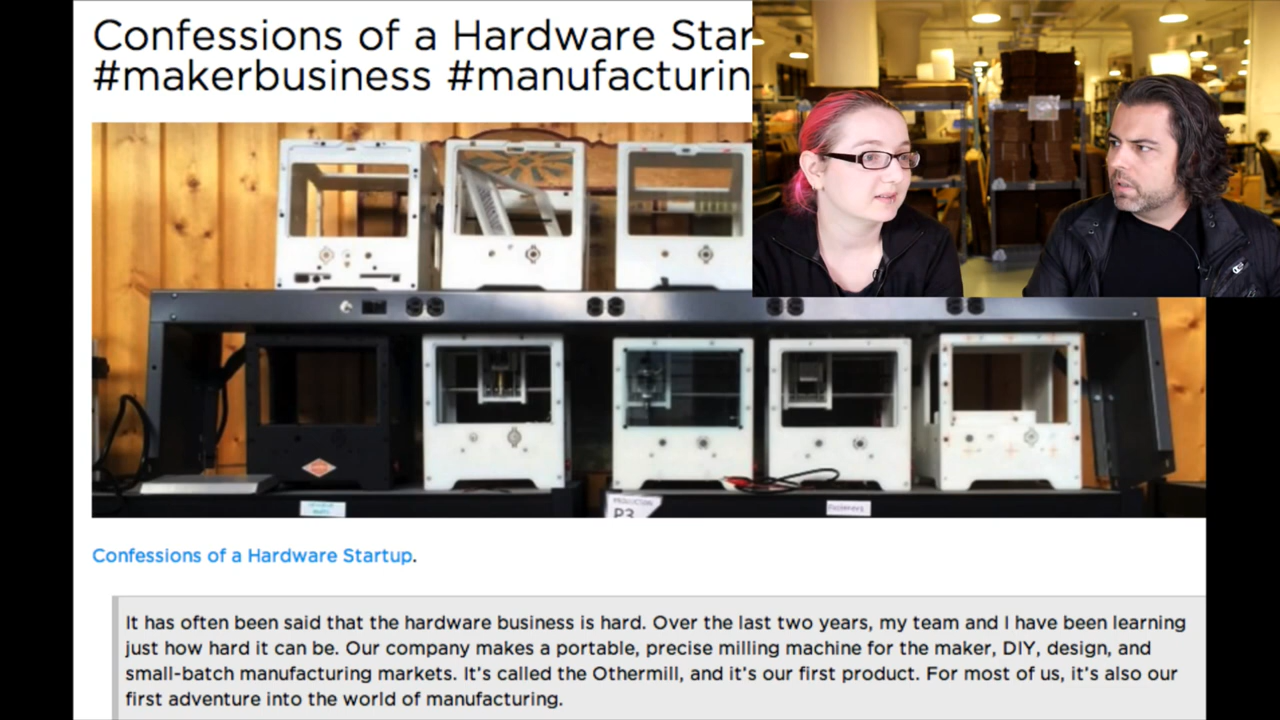 Confessions of a Hardware Star
#makerbusiness #manufacturin
P3
Confessions of a Hardware Startup.
It has often been said that the hardware business is hard. Over the last two years, my team and I have been learning
just how hard it can be. Our company makes a portable, precise milling machine for the maker, DIY, design, and
small-batch manufacturing markets. It's called the Othermill, and it's our first product. For most of us, it's also our
first adventure into the world of manufacturing.